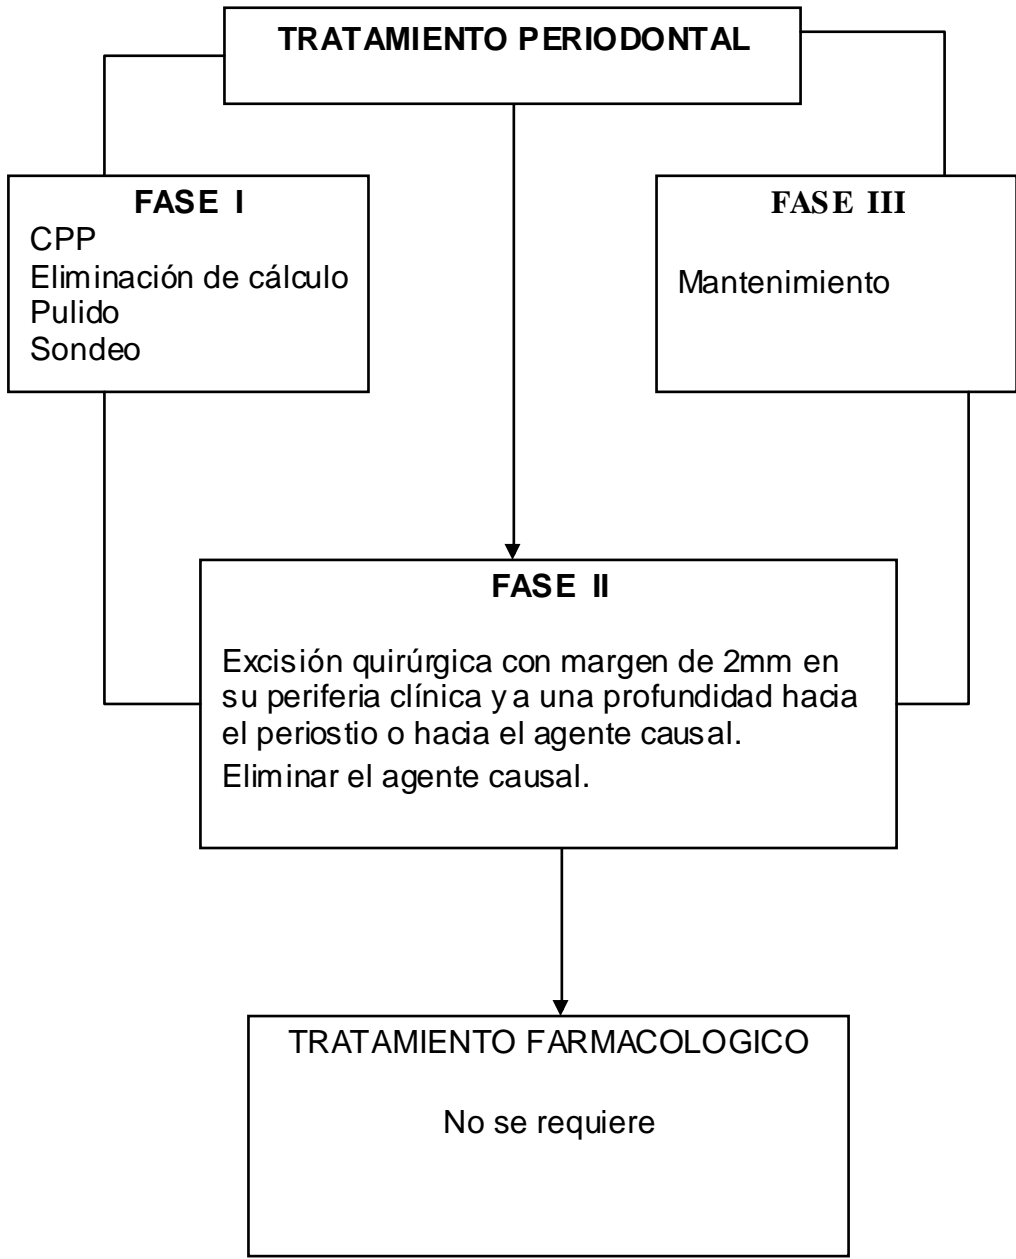 TRATAMIENTO PERIODONTAL
FASE I
CPP
Eliminación de cálculo
Pulido
Sondeo
FASE III
Mantenimiento
FASE II
Excisión quirúrgica con margen de 2mm en
su periferia clínica y a una profundidad hacia
el periostio o hacia el agente causal.
Eliminar el agente causal.
TRATAMIENTO FARMACOLOGICO
No se requiere